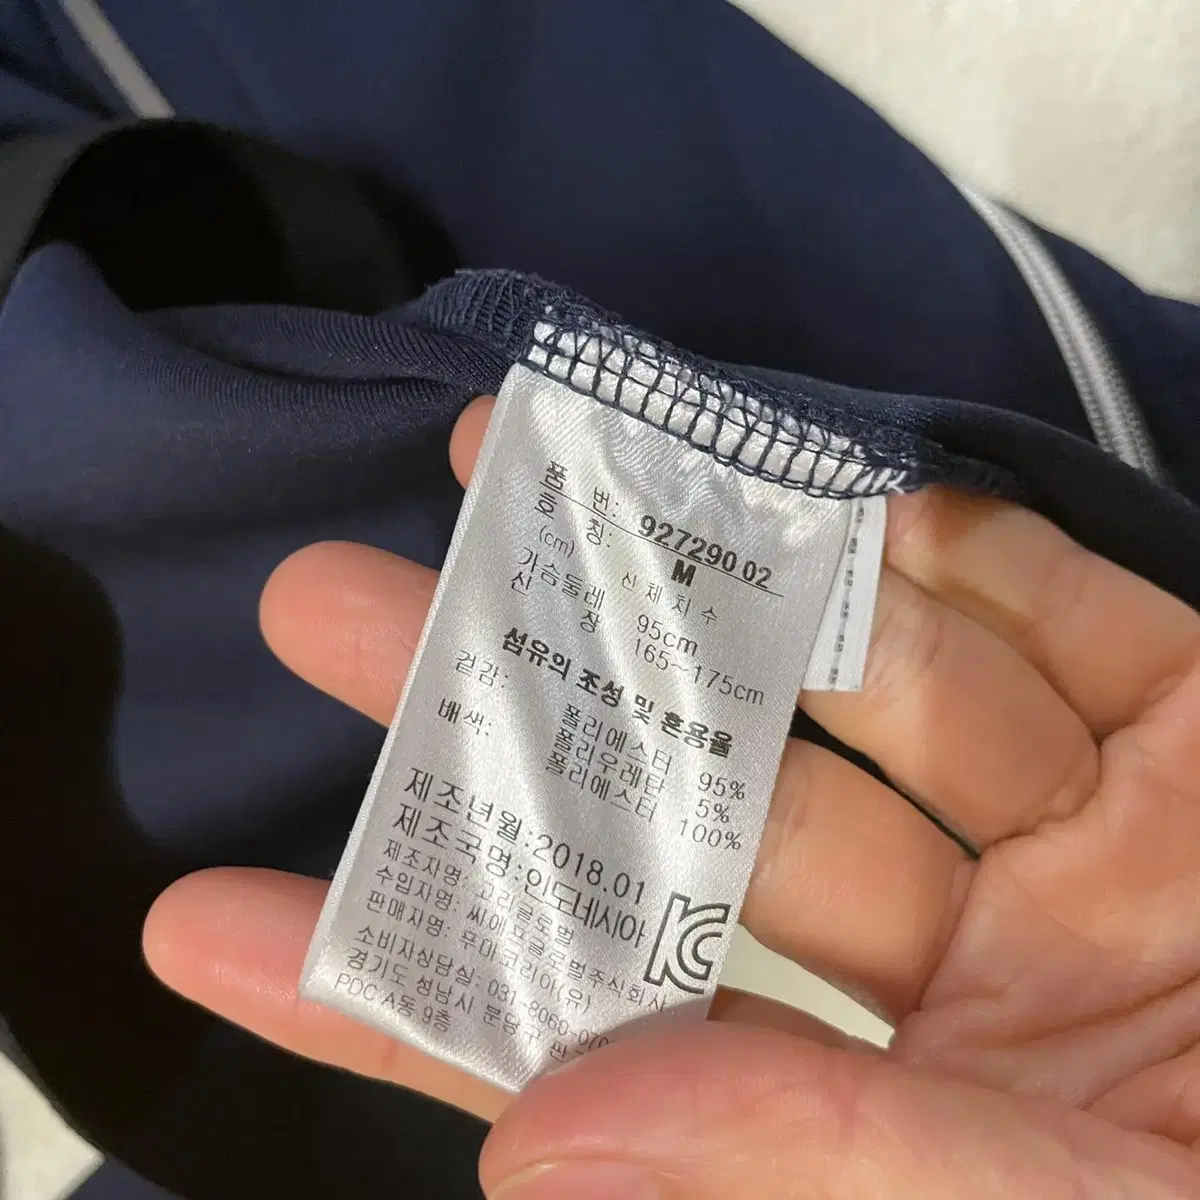 품 번: 927290 02
호 칭: M
(cm) 신체치수
가슴둘레 95cm
신 장 165~175cm
섬유의 조성 및 혼용율
겉감: 폴리에스터 95%
폴리우레탄 5%
배색: 폴리에스터 100%
제조년월:2018.01
제조국명:인도네시아
제조자명: 고리글로벌
수입자명: 씨에프글로벌주식회사
판매자명: 푸마코리아(유)
소비자상담실: 031-8060-070
경기도 성남시 분당구 판
PDC A동 9층
KC